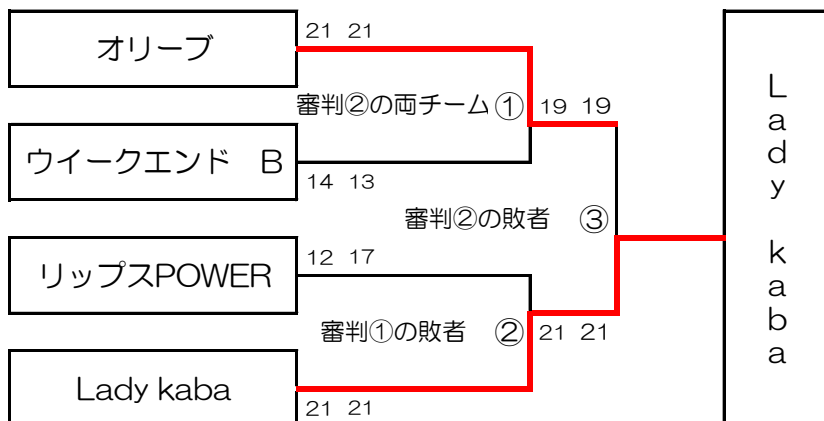 21 21
オリーブ
審判②の両チーム ① 19 19
ウイークエンド B
14 13
審判②の敗者 ③
12 17
リップスPOWER
審判①の敗者 ② 21 21
Lady kaba
21 21
Lady kaba